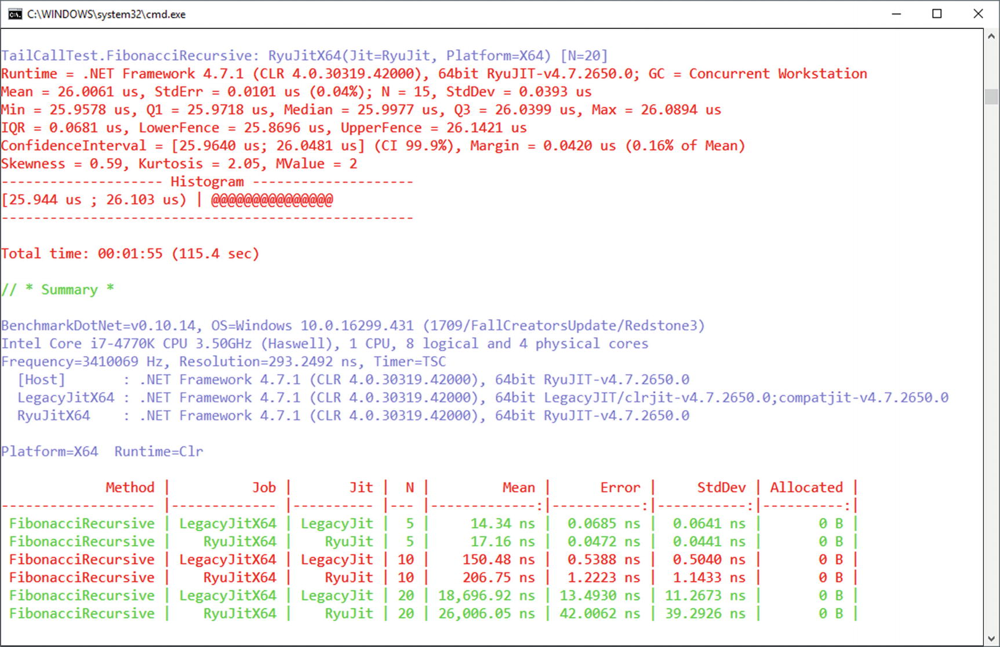 C:\WINDOWS\system32\cmd.exe
TailCallTest.FibonacciRecursive: RyuJitX64(Jit=RyuJit, Platform=X64) [N=20]
Runtime = .NET Framework 4.7.1 (CLR 4.0.30319.42000), 64bit RyuJIT-v4.7.2650.0; GC = Concurrent Workstation
Mean = 26.0061 us, StdErr = 0.0101 us (0.04%); N = 15, StdDev = 0.0393 us
Min = 25.9578 us, Q1 = 25.9718 us, Median = 25.9977 us, Q3 = 26.0399 us, Max = 26.0894 us
IQR = 0.0681 us, LowerFence = 25.8696 us, UpperFence = 26.1421 us
ConfidenceInterval = [25.9640 us; 26.0481 us] (CI 99.9%), Margin = 0.0420 us (0.16% of Mean)
Skewness = 0.59, Kurtosis = 2.05, MValue = 2
-------------------- Histogram --------------------
[25.944 us ; 26.103 us) | @@@@@@@@@@@@@@@
---------------------------------------------------
Total time: 00:01:55 (115.4 sec)
// * Summary *
BenchmarkDotNet=v0.10.14, OS=Windows 10.0.16299.431 (1709/FallCreatorsUpdate/Redstone3)
Intel Core i7-4770K CPU 3.50GHz (Haswell), 1 CPU, 8 logical and 4 physical cores
Frequency=3410069 Hz, Resolution=293.2492 ns, Timer=TSC
  [Host]       : .NET Framework 4.7.1 (CLR 4.0.30319.42000), 64bit RyuJIT-v4.7.2650.0
  LegacyJitX64 : .NET Framework 4.7.1 (CLR 4.0.30319.42000), 64bit LegacyJIT/clrjit-v4.7.2650.0;compatjit-v4.7.2650.0
  RyuJitX64    : .NET Framework 4.7.1 (CLR 4.0.30319.42000), 64bit RyuJIT-v4.7.2650.0
Platform=X64  Runtime=Clr
             Method |          Job |       Jit |  N |         Mean |      Error |     StdDev | Allocated |
------------------- |------------- |---------- |--- |-------------:|-----------:|-----------:|----------:|
 FibonacciRecursive | LegacyJitX64 | LegacyJit |  5 |     14.34 ns |  0.0685 ns |  0.0641 ns |       0 B |
 FibonacciRecursive |    RyuJitX64 |    RyuJit |  5 |     17.16 ns |  0.0472 ns |  0.0441 ns |       0 B |
 FibonacciRecursive | LegacyJitX64 | LegacyJit | 10 |    150.48 ns |  0.5388 ns |  0.5040 ns |       0 B |
 FibonacciRecursive |    RyuJitX64 |    RyuJit | 10 |    206.75 ns |  1.2223 ns |  1.1433 ns |       0 B |
 FibonacciRecursive | LegacyJitX64 | LegacyJit | 20 | 18,696.92 ns | 13.4930 ns | 11.2673 ns |       0 B |
 FibonacciRecursive |    RyuJitX64 |    RyuJit | 20 | 26,006.05 ns | 42.0062 ns | 39.2926 ns |       0 B |